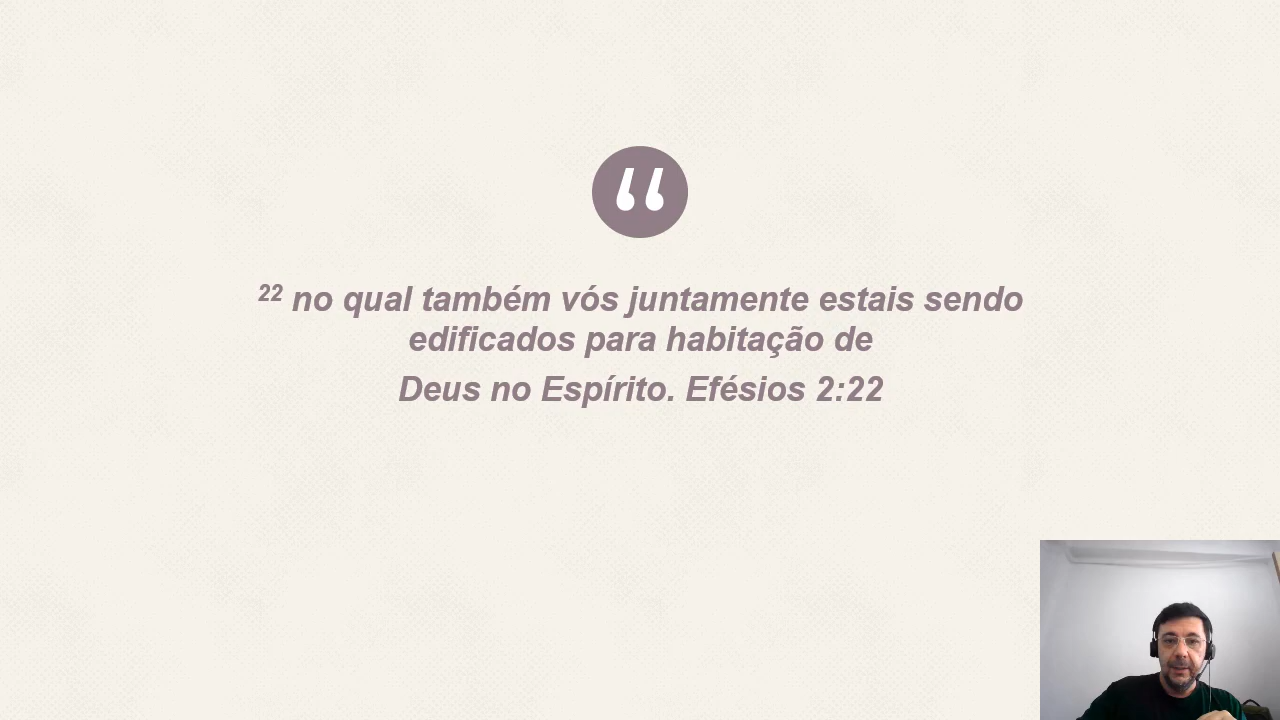 “
²² no qual também vós juntamente estais sendo
edificados para habitação de
Deus no Espírito. Efésios 2:22